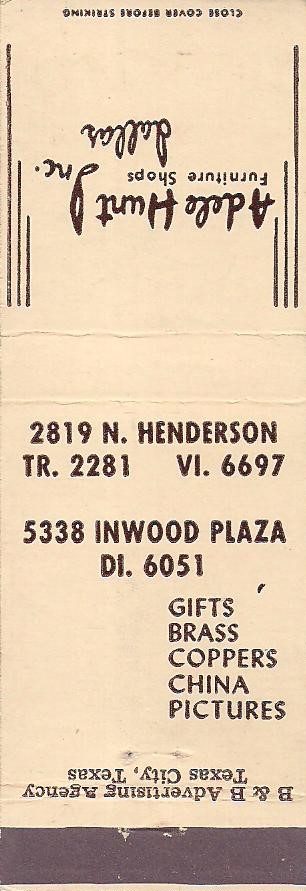 CLOSE COVER BEFORE STRIKING
Adele Hunt Inc.
Furniture Shops
Dallas
2819 N. HENDERSON
TR. 2281 VI. 6697
5338 INWOOD PLAZA
DI. 6051
GIFTS
BRASS
COPPERS
CHINA
PICTURES
B & B Advertising Agency
Texas City, Texas